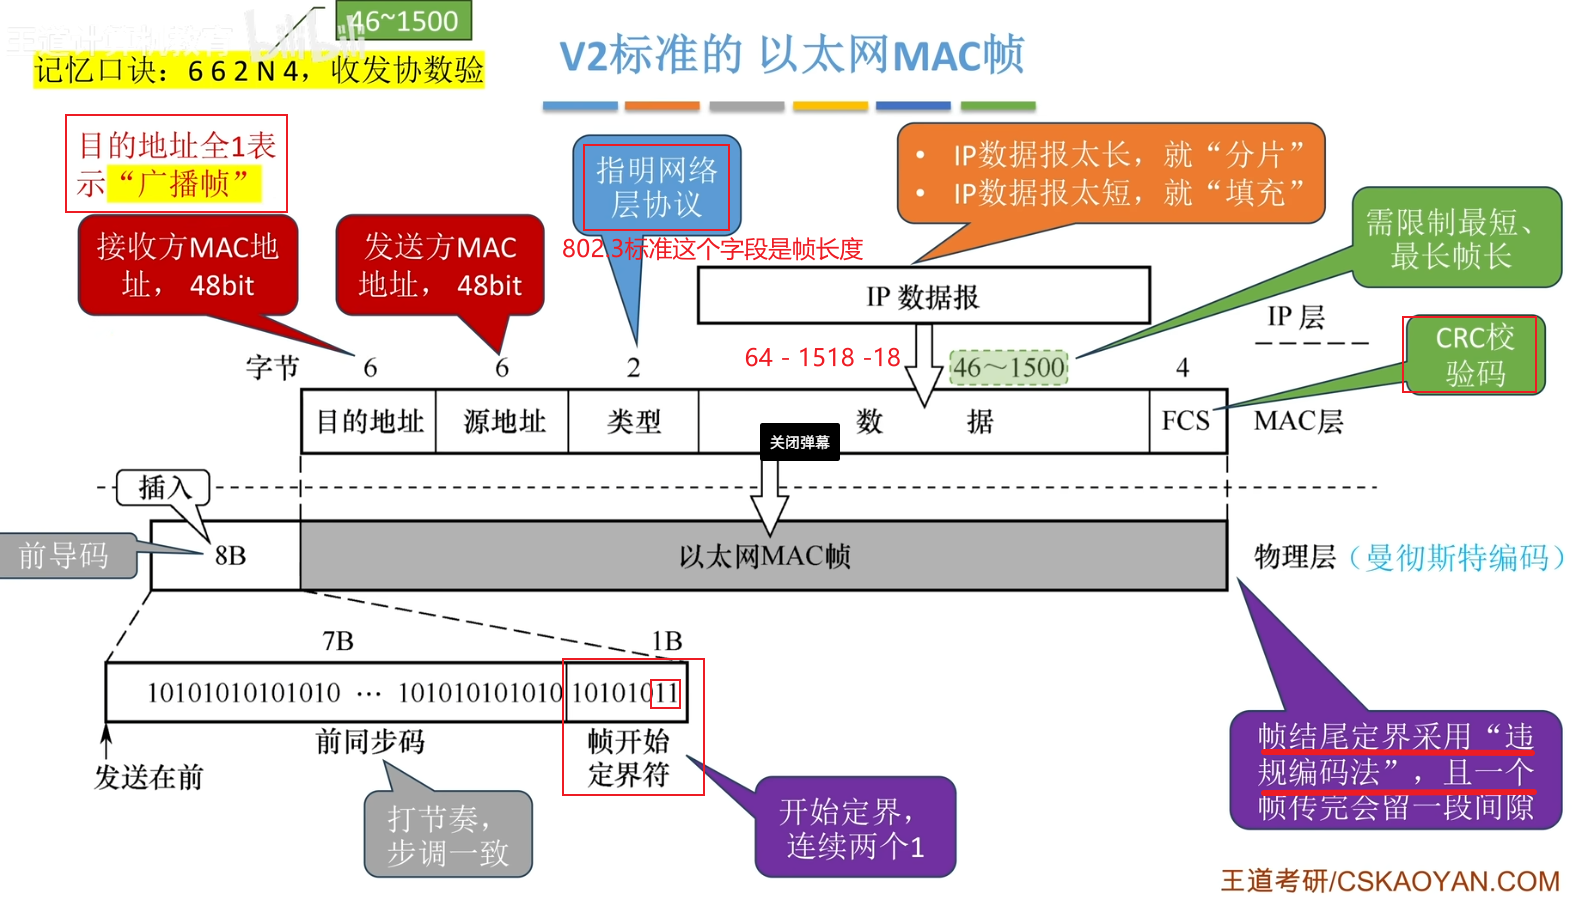 王道计算机教育 bilibili
46~1500
记忆口诀：6 6 2 N 4，收发协数验
V2标准的 以太网MAC帧
目的地址全1表
示“广播帧”
指明网络
层协议
• IP数据报太长，就“分片”
• IP数据报太短，就“填充”
需限制最短、
最长帧长
接收方MAC地
址， 48bit
发送方MAC
地址， 48bit
802.3标准这个字段是帧长度
IP 数据报
IP 层
CRC校
验码
64 - 1518 -18
字节 6 6 2 46～1500 4
目的地址 源地址 类型 数 据 FCS MAC层
关闭弹幕
插入
前导码 8B 以太网MAC帧 物理层（曼彻斯特编码）
7B 1B
10101010101010 … 101010101010 10101011
前同步码
帧开始
定界符
发送在前
打节奏，
步调一致
开始定界，
连续两个1
帧结尾定界采用“违
规编码法”，且一个
帧传完会留一段间隙
王道考研/CSKAOYAN.COM